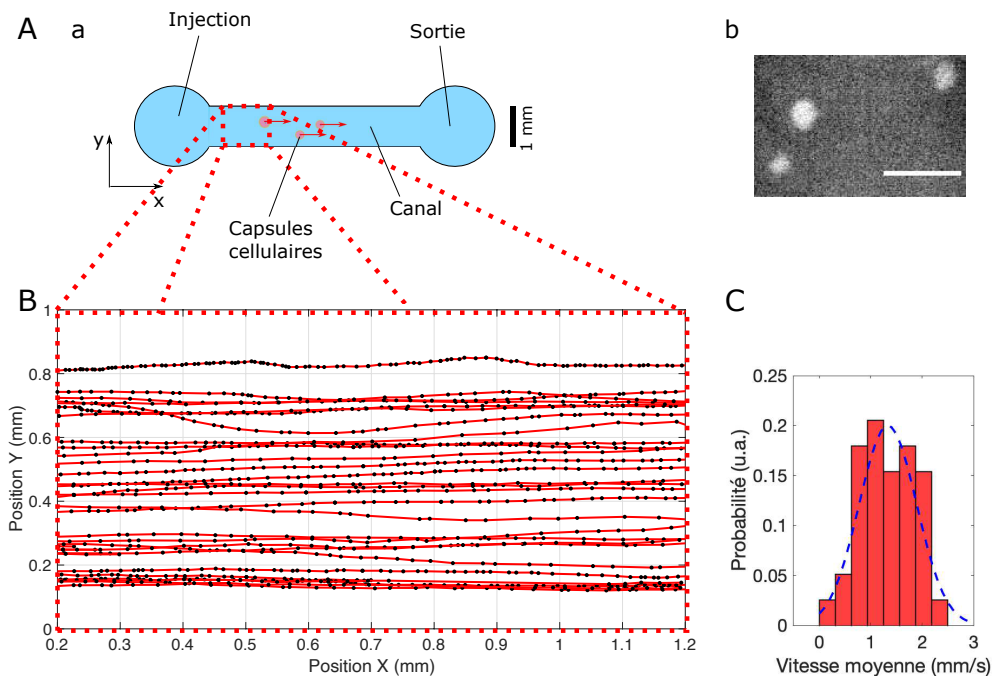 A
a
Injection
Sortie
1 mm
y
x
Capsules
cellulaires
Canal
b
B
1
0.8
0.6
0.4
0.2
0
Position Y (mm)
0.2 0.3 0.4 0.5 0.6 0.7 0.8 0.9 1.0 1.1 1.2
Position X (mm)
C
0.25
0.2
0.15
0.1
0.05
0
Probabilité (u.a.)
0 1 2 3
Vitesse moyenne (mm/s)